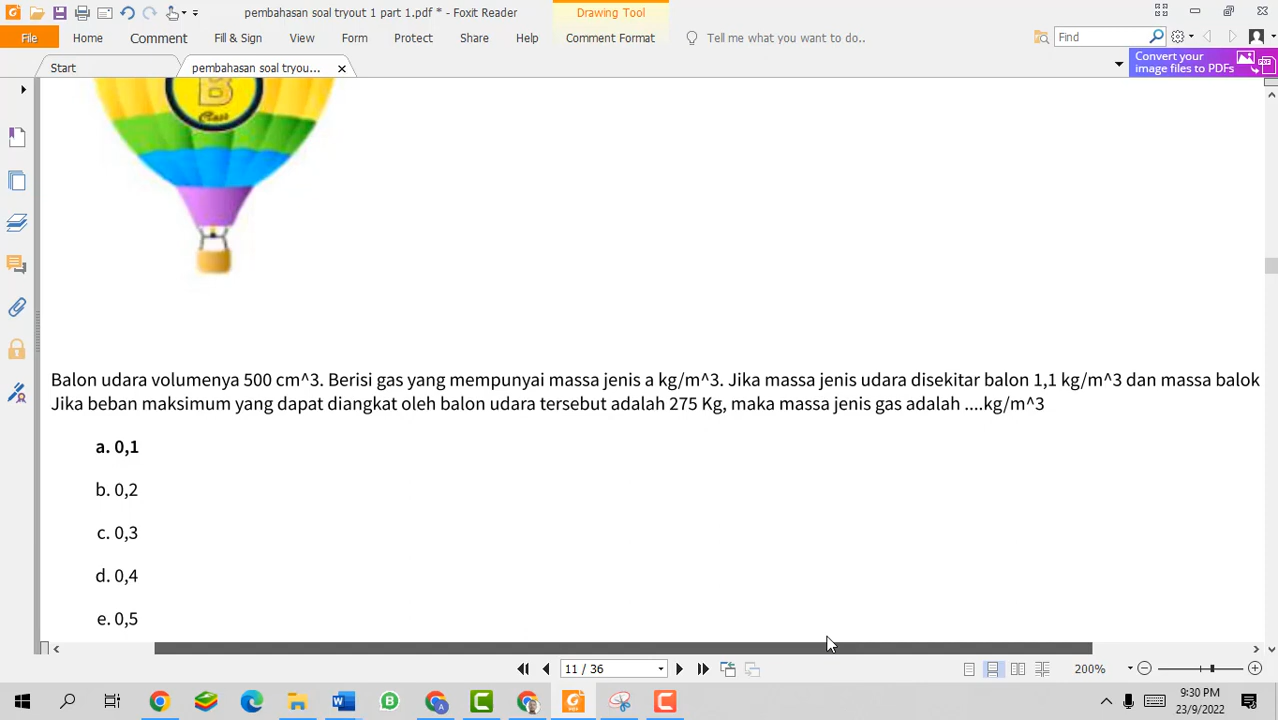 pembahasan soal tryout 1 part 1.pdf * - Foxit Reader
Drawing Tool
File Home Comment Fill & Sign View Form Protect Share Help Comment Format Tell me what you want to do.. Find
Start
pembahasan soal tryou...
Convert your
image files to PDFs
PDF
B
Class
Balon udara volumenya 500 cm^3. Berisi gas yang mempunyai massa jenis a kg/m^3. Jika massa jenis udara disekitar balon 1,1 kg/m^3 dan massa balok
Jika beban maksimum yang dapat diangkat oleh balon udara tersebut adalah 275 Kg, maka massa jenis gas adalah ....kg/m^3
a. 0,1
b. 0,2
c. 0,3
d. 0,4
e. 0,5
11 / 36
200%
9:30 PM
23/9/2022